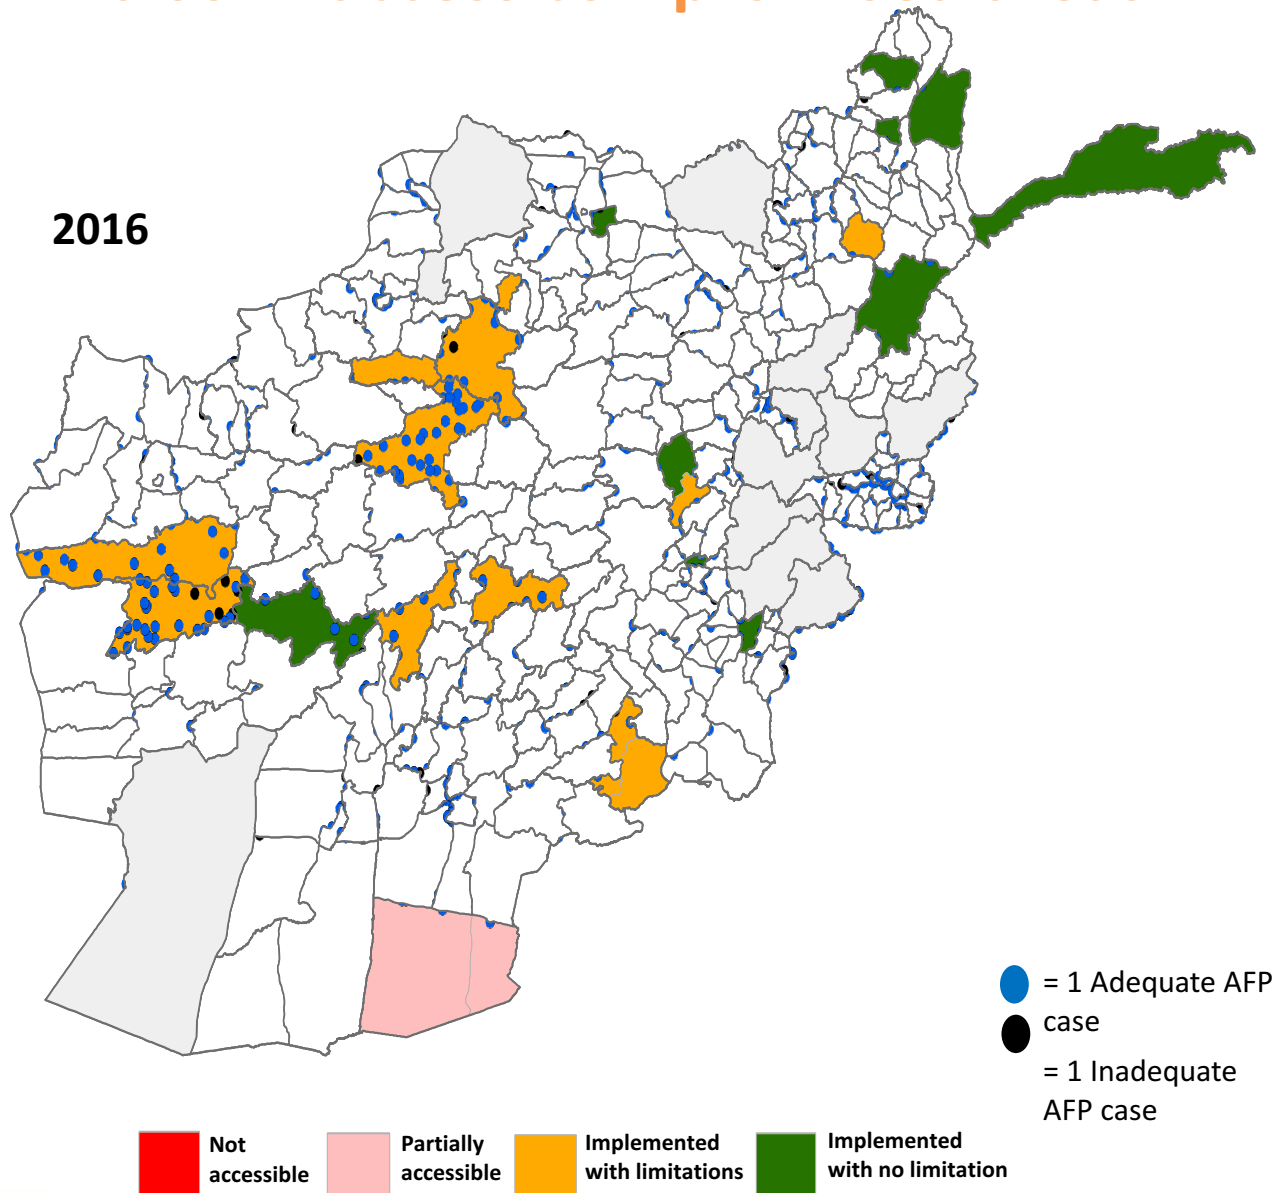 2016
= 1 Adequate AFP
case
= 1 Inadequate
AFP case
Not
accessible
Partially
accessible
Implemented
with limitations
Implemented
with no limitation